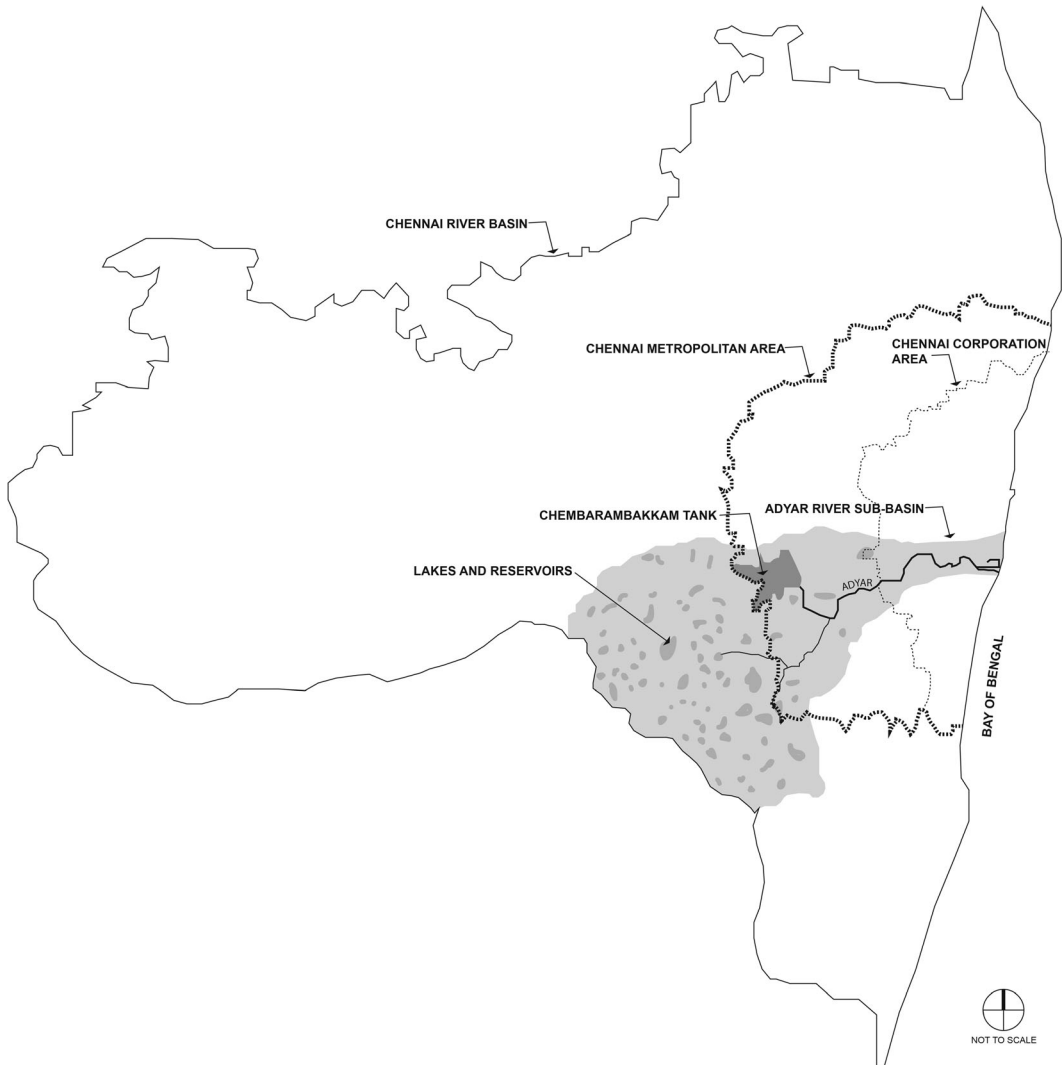 CHENNAI RIVER BASIN
CHENNAI METROPOLITAN AREA
CHENNAI CORPORATION
AREA
CHEMBARAMBAKKAM TANK
ADYAR RIVER SUB-BASIN
LAKES AND RESERVOIRS
ADYAR
BAY OF BENGAL
NOT TO SCALE